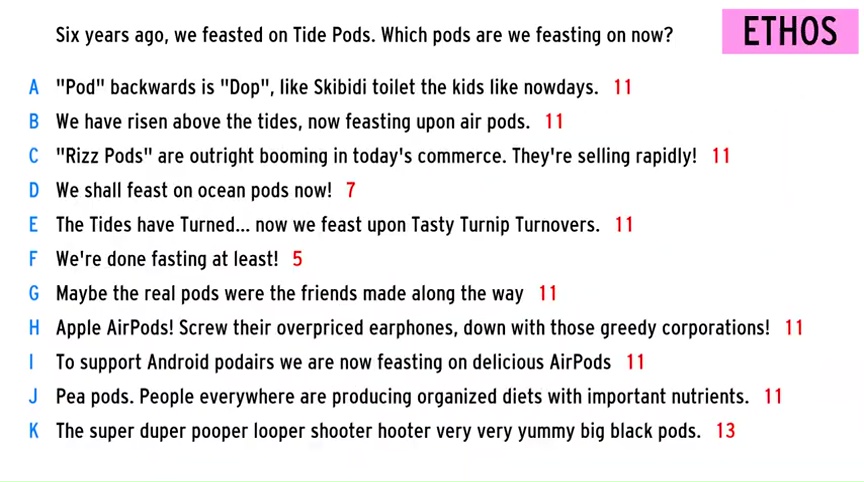 Six years ago, we feasted on Tide Pods. Which pods are we feasting on now?
ETHOS
A "Pod" backwards is "Dop", like Skibidi toilet the kids like nowdays. 11
B We have risen above the tides, now feasting upon air pods. 11
C "Rizz Pods" are outright booming in today's commerce. They're selling rapidly! 11
D We shall feast on ocean pods now! 7
E The Tides have Turned... now we feast upon Tasty Turnip Turnovers. 11
F We're done fasting at least! 5
G Maybe the real pods were the friends made along the way 11
H Apple AirPods! Screw their overpriced earphones, down with those greedy corporations! 11
I To support Android podairs we are now feasting on delicious AirPods 11
J Pea pods. People everywhere are producing organized diets with important nutrients. 11
K The super duper pooper looper shooter hooter very very yummy big black pods. 13